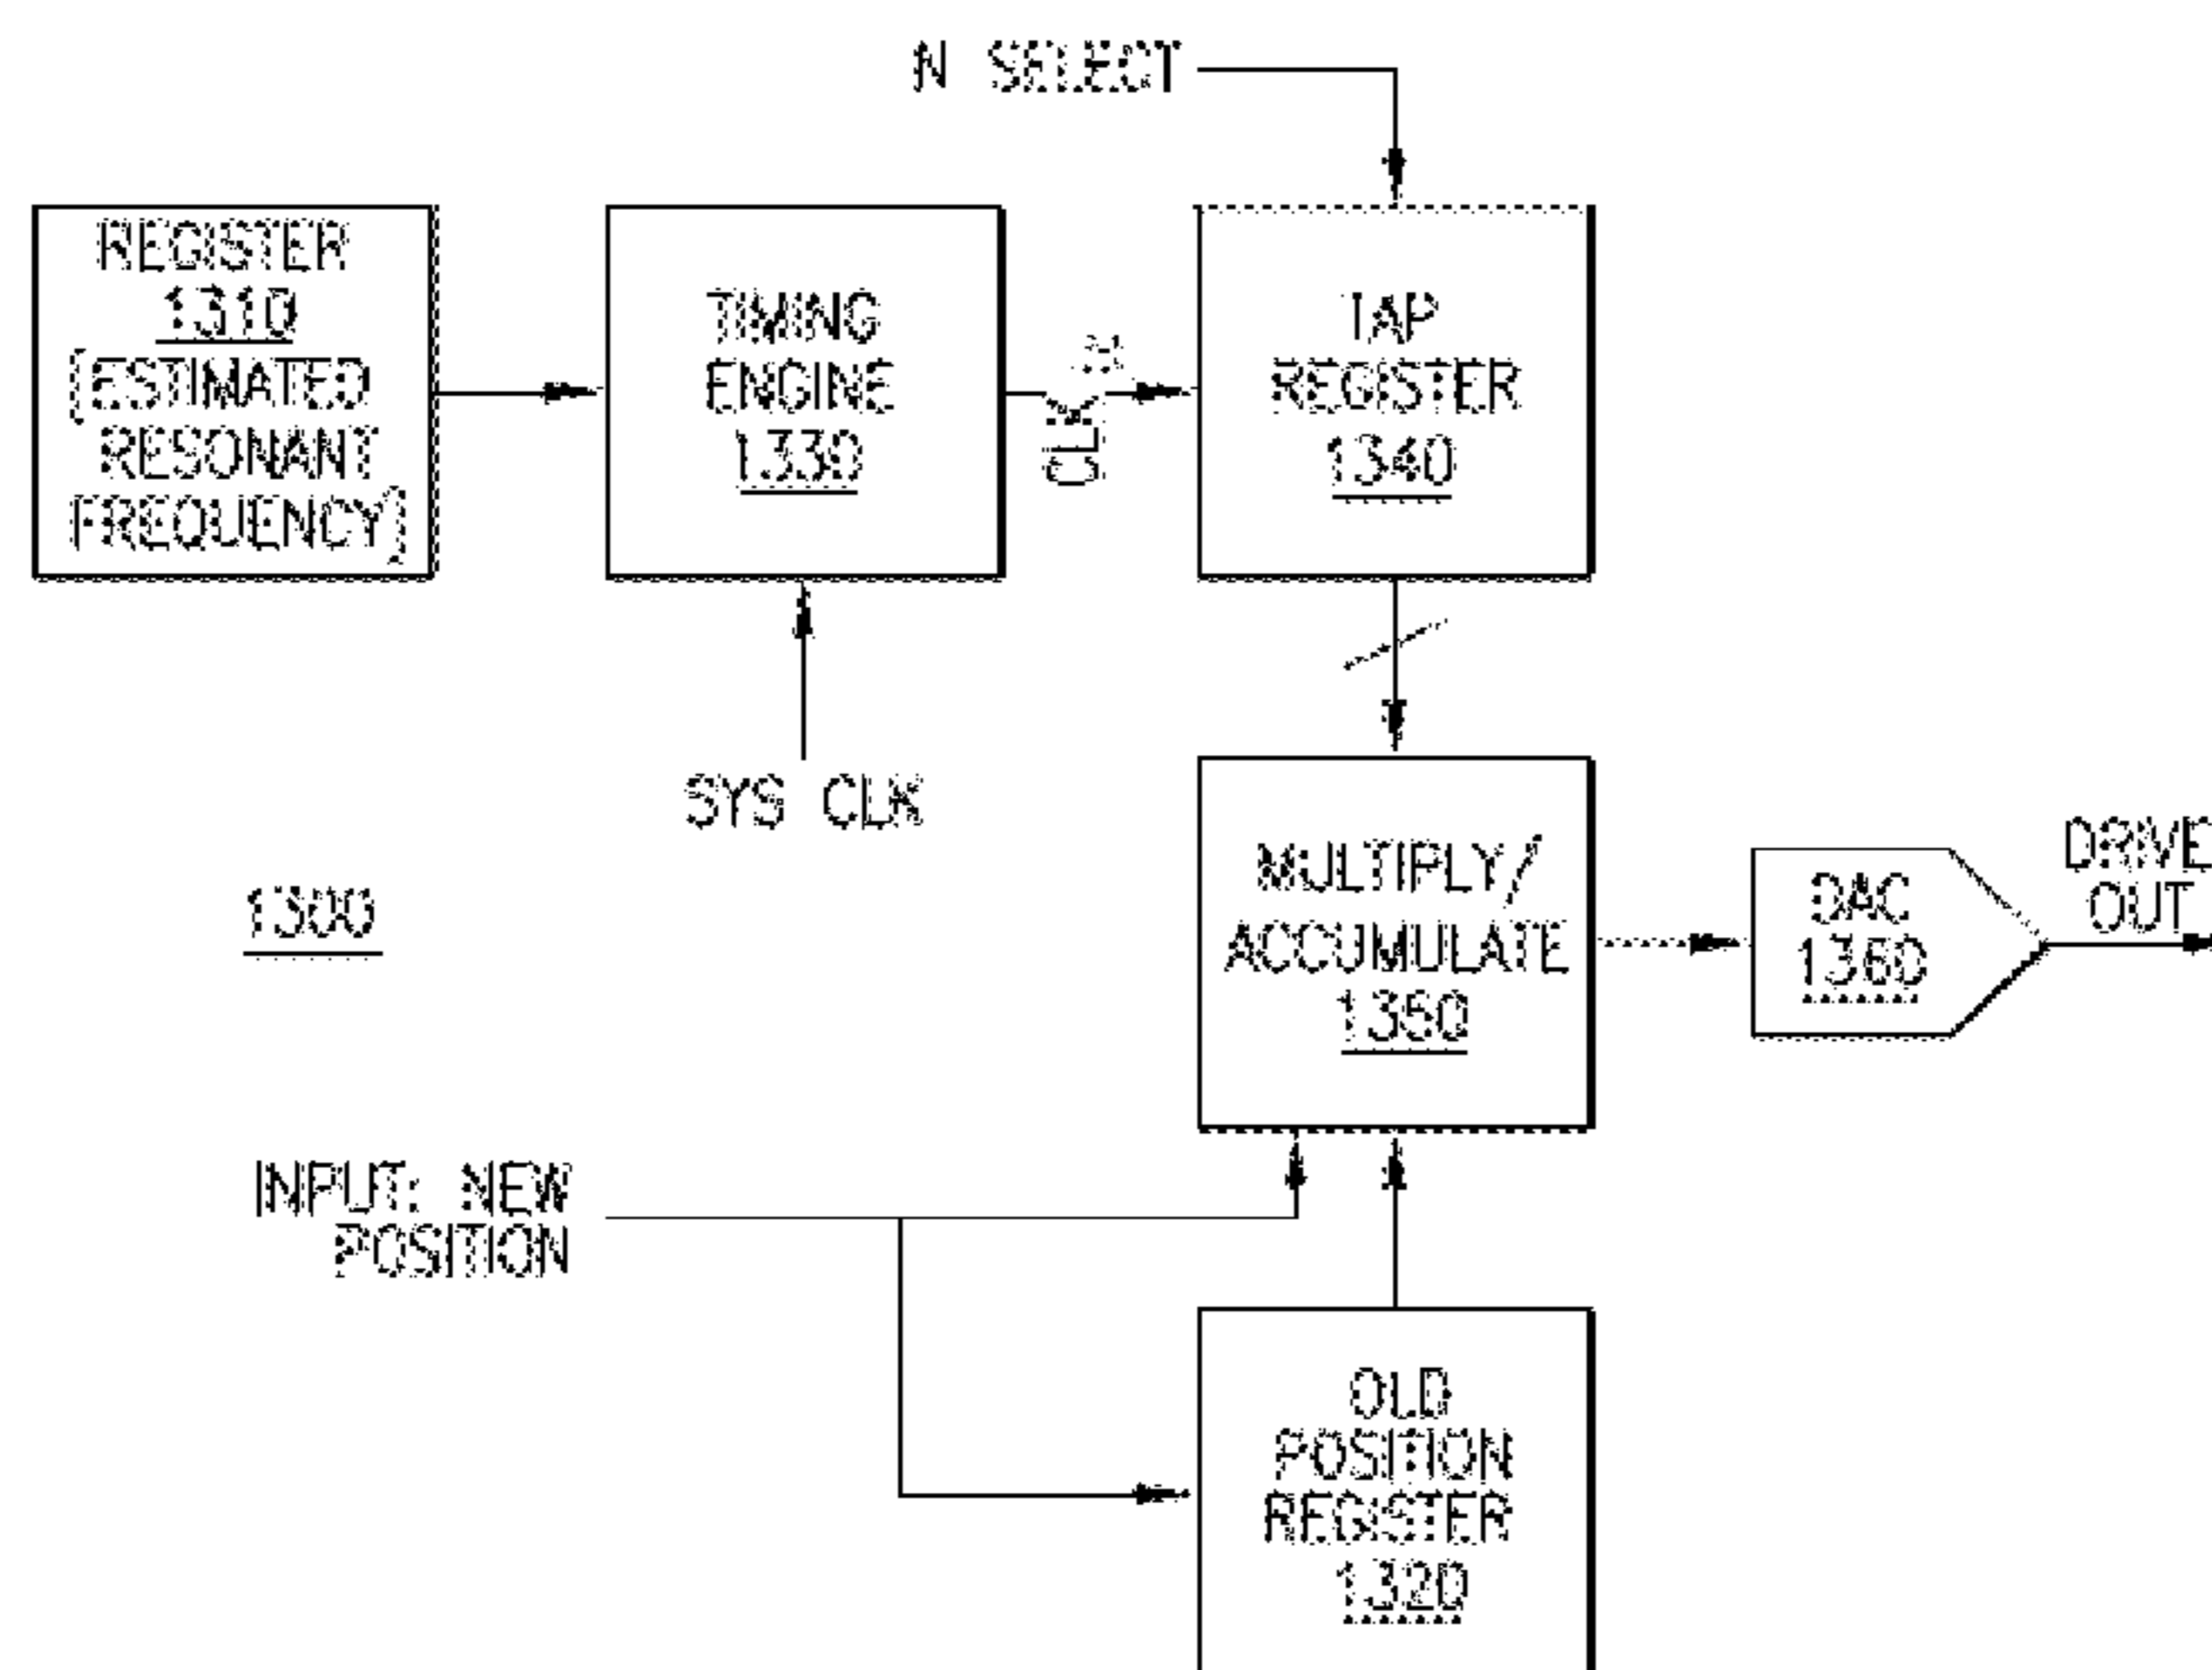 N SELECT
REGISTER
1310
(ESTIMATED
RESONANT
FREQUENCY)
TIMING
ENGINE
1330
CLK
TAP
REGISTER
1340
SYS CLK
1300
MULTIPLY/
ACCUMULATE
1350
DAC
1360
DRIVE
OUT
INPUT: NEW
POSITION
OLD
POSITION
REGISTER
1320